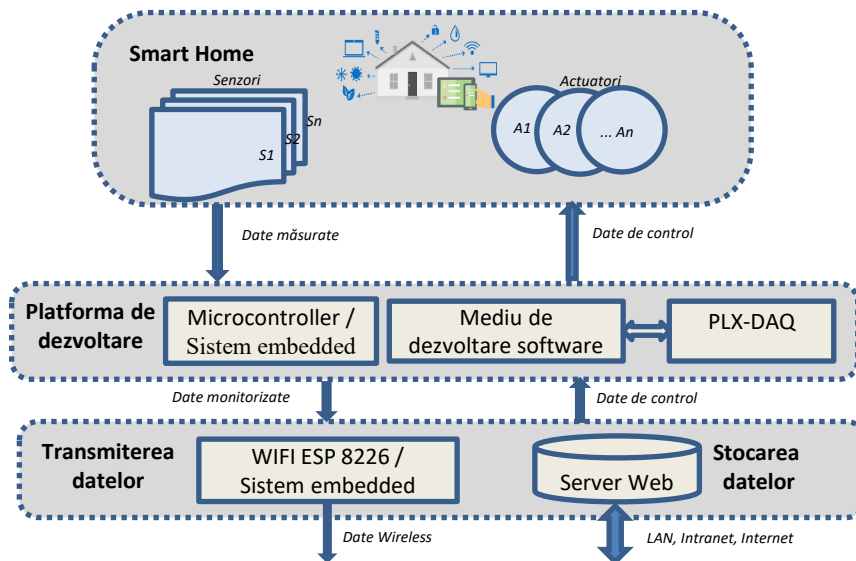 Smart Home
Senzori
Actuatori
Sn
S2
S1
A1
A2
... An
Date măsurate
Date de control
Platforma de
dezvoltare
Microcontroller /
Sistem embedded
Mediu de
dezvoltare software
PLX-DAQ
Date monitorizate
Date de control
Transmiterea
datelor
WIFI ESP 8226 /
Sistem embedded
Server Web
Stocarea
datelor
Date Wireless
LAN, Intranet, Internet